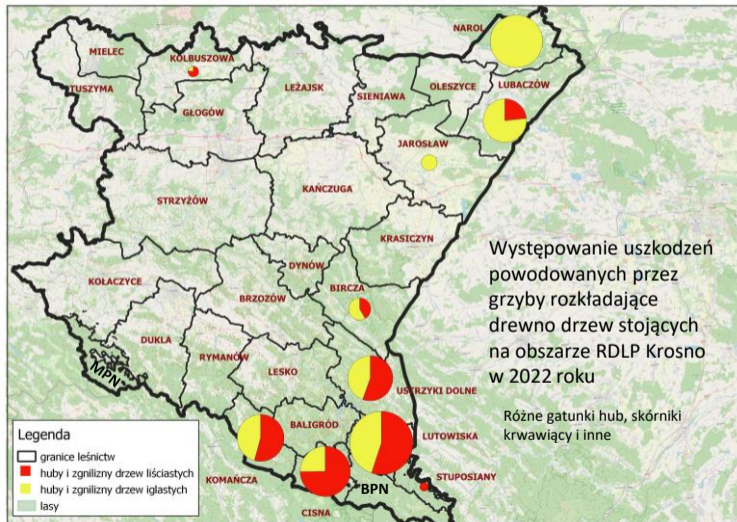 NAROL
MIELEC
KOLBUSZOWA
TUSZYMA
LEŻAJSK
SIENIAWA
OLESZYCE
LUBACZÓW
GŁOGÓW
JAROSŁAW
STRZYŻÓW
KAŃCZUGA
KRASICZYN
DYNÓW
KOŁACZYCE
BRZOZÓW
BIRCZA
DUKLA
RYMANÓW
LESKO
USTRZYKI DOLNE
MPN
BALIGRÓD
LUTOWISKA
KOMAŃCZA
BPN
STUPOSIANY
CISNA
Występowanie uszkodzeń
powodowanych przez
grzyby rozkładające
drewno drzew stojących
na obszarze RDLP Krosno
w 2022 roku
Różne gatunki hub, skórniki
krwawiący i inne
Legenda
granice leśnictw
huby i zgnilizny drzew liściastych
huby i zgnilizny drzew iglastych
lasy